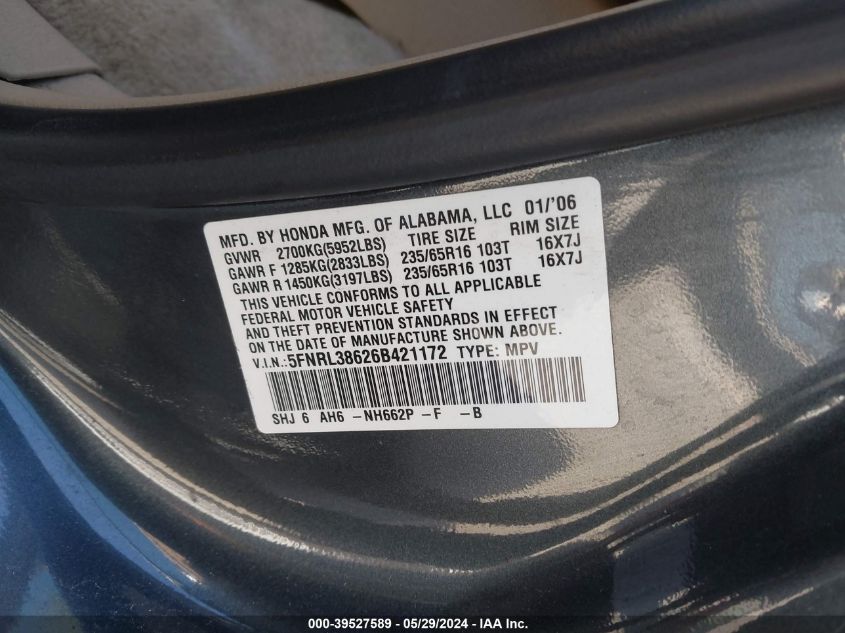 MFD. BY HONDA MFG. OF ALABAMA, LLC 01/'06
GVWR 2700KG(5952LBS) TIRE SIZE RIM SIZE
GAWR F 1285KG(2833LBS) 235/65R16 103T 16X7J
GAWR R 1450KG(3197LBS) 235/65R16 103T 16X7J
THIS VEHICLE CONFORMS TO ALL APPLICABLE
FEDERAL MOTOR VEHICLE SAFETY
AND THEFT PREVENTION STANDARDS IN EFFECT
ON THE DATE OF MANUFACTURE SHOWN ABOVE.
V.I.N.: 5FNRL38626B421172 TYPE: MPV
SHJ 6 AH6 -NH662P -F -B
000-39527589 / 05/29/2024 - IAA Inc.